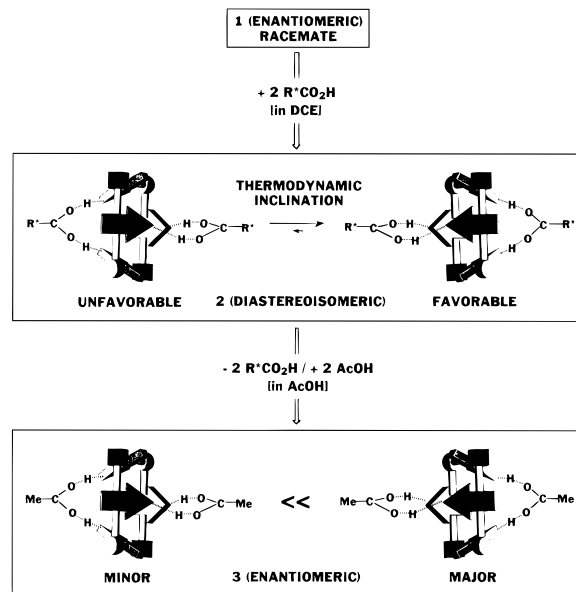 1 (ENANTIOMERIC)
RACEMATE
+ 2 R*CO₂H
[in DCE]
THERMODYNAMIC
INCLINATION
R* C O H O H H O H O C R*
R* C O H O H H O H O C R*
UNFAVORABLE 2 (DIASTEREOISOMERIC) FAVORABLE
- 2 R*CO₂H / + 2 AcOH
[in AcOH]
Me C O H O H H O H O C Me
<<
Me C O H O H H O H O C Me
MINOR 3 (ENANTIOMERIC) MAJOR